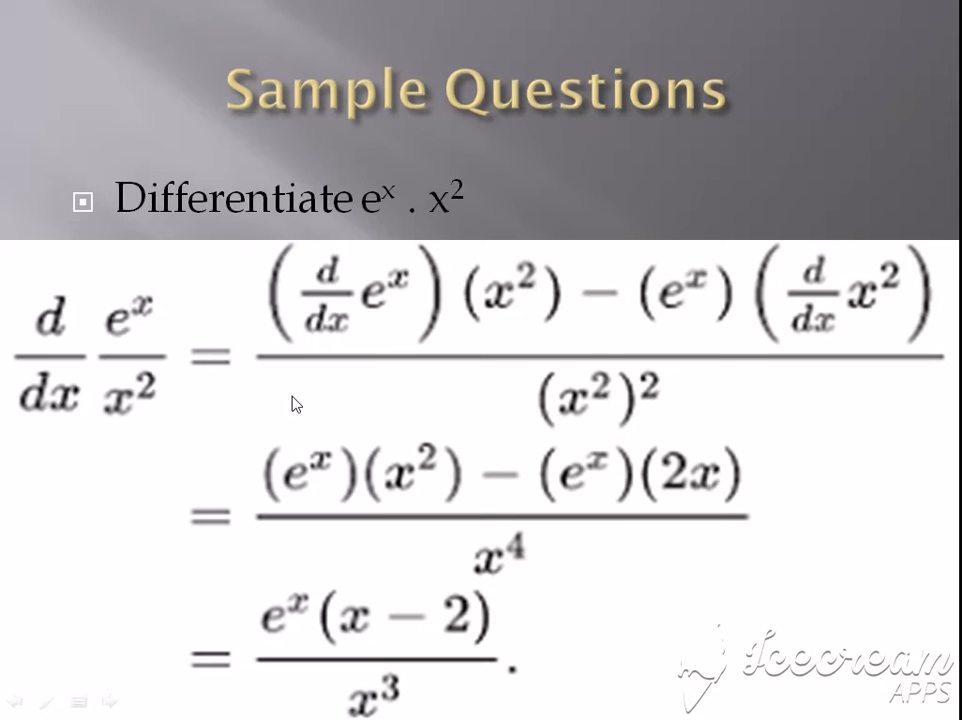 Sample Questions
Differentiate eˣ . x²
d/dx eˣ/x² = ((d/dx eˣ)(x²) − (eˣ)(d/dx x²))/(x²)²
= ((eˣ)(x²) − (eˣ)(2x))/x⁴
= eˣ(x − 2)/x³.
Icecream
APPS